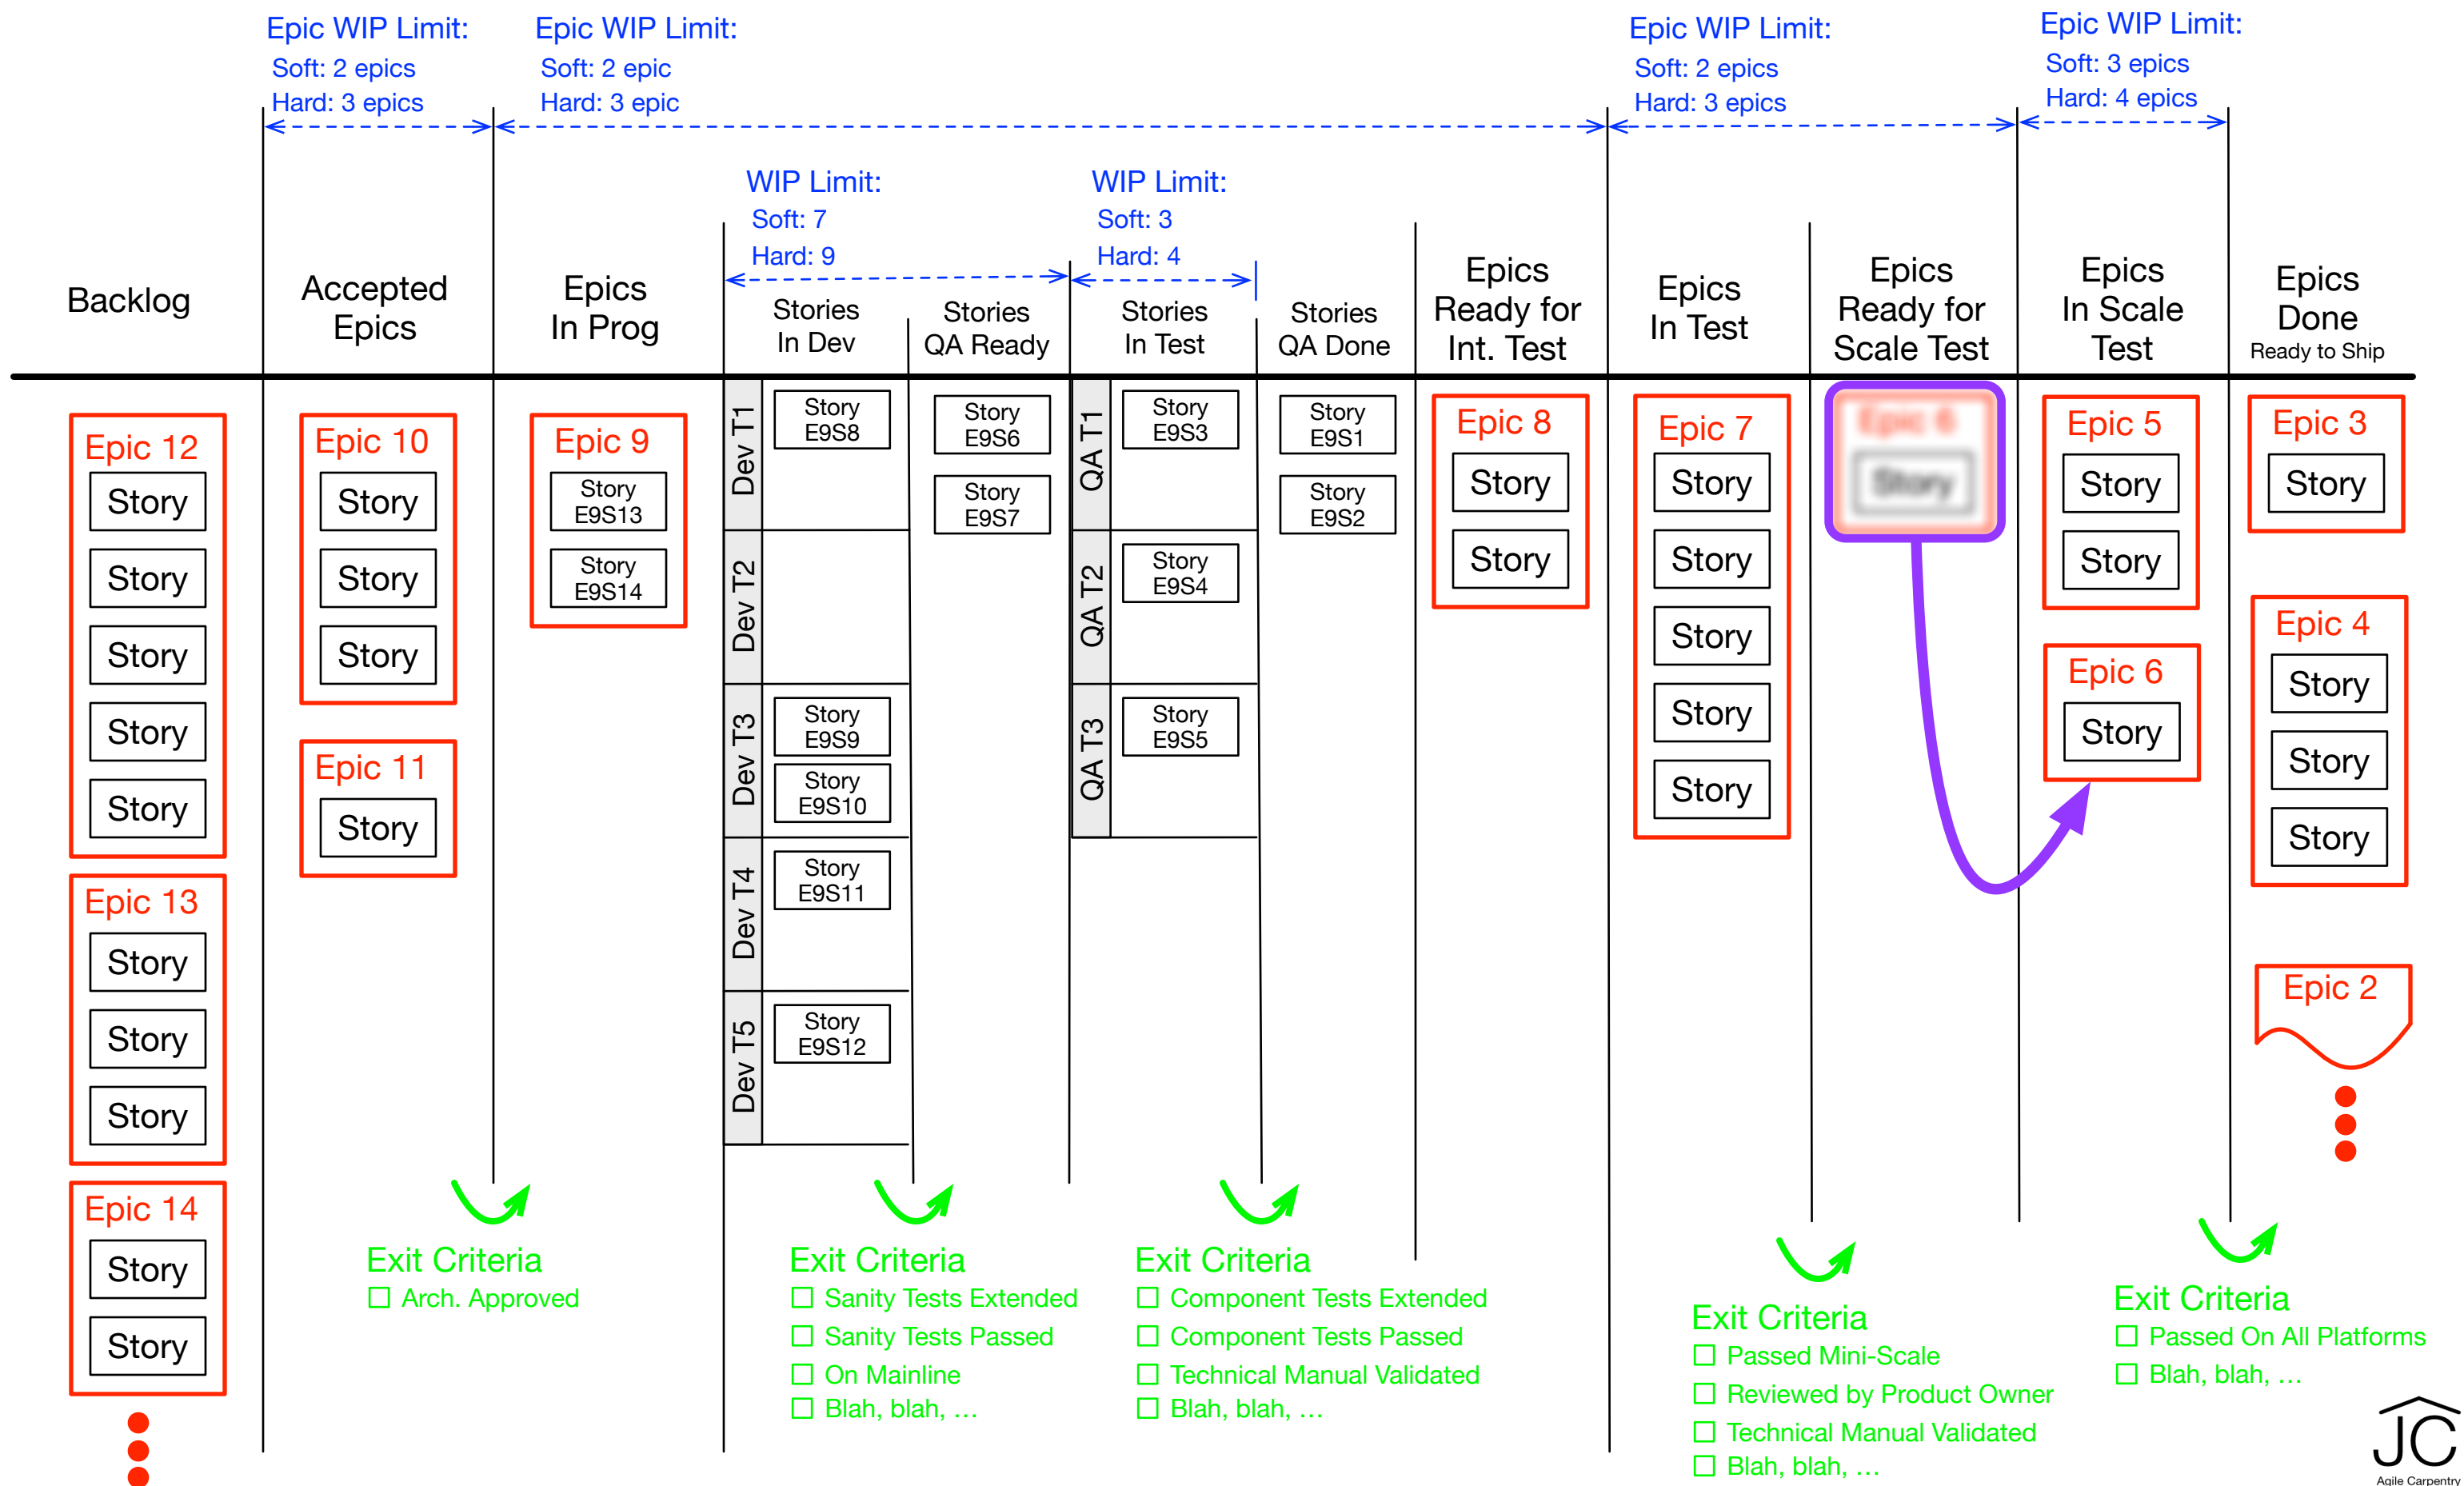 Epic WIP Limit:
Soft: 2 epics
Hard: 3 epics
Epic WIP Limit:
Soft: 2 epic
Hard: 3 epic
Epic WIP Limit:
Soft: 2 epics
Hard: 3 epics
Epic WIP Limit:
Soft: 3 epics
Hard: 4 epics
WIP Limit:
Soft: 7
Hard: 9
WIP Limit:
Soft: 3
Hard: 4
Backlog
Accepted
Epics
Epics
In Prog
Stories
In Dev
Stories
QA Ready
Stories
In Test
Stories
QA Done
Epics
Ready for
Int. Test
Epics
In Test
Epics
Ready for
Scale Test
Epics
In Scale
Test
Epics
Done
Ready to Ship
Epic 12
Story
Story
Story
Story
Story
Epic 13
Story
Story
Story
Epic 14
Story
Story
Epic 10
Story
Story
Story
Epic 11
Story
Epic 9
Story
E9S13
Story
E9S14
Dev T1
Story
E9S8
Dev T2
Dev T3
Story
E9S9
Story
E9S10
Dev T4
Story
E9S11
Dev T5
Story
E9S12
Story
E9S6
Story
E9S7
QA T1
Story
E9S3
QA T2
Story
E9S4
QA T3
Story
E9S5
Story
E9S1
Story
E9S2
Epic 8
Story
Story
Epic 7
Story
Story
Story
Story
Story
Epic 6
Story
Epic 5
Story
Story
Epic 6
Story
Epic 3
Story
Epic 4
Story
Story
Story
Epic 2
Exit Criteria
Arch. Approved
Exit Criteria
Sanity Tests Extended
Sanity Tests Passed
On Mainline
Blah, blah, …
Exit Criteria
Component Tests Extended
Component Tests Passed
Technical Manual Validated
Blah, blah, …
Exit Criteria
Passed Mini-Scale
Reviewed by Product Owner
Technical Manual Validated
Blah, blah, …
Exit Criteria
Passed On All Platforms
Blah, blah, …
JC
Agile Carpentry